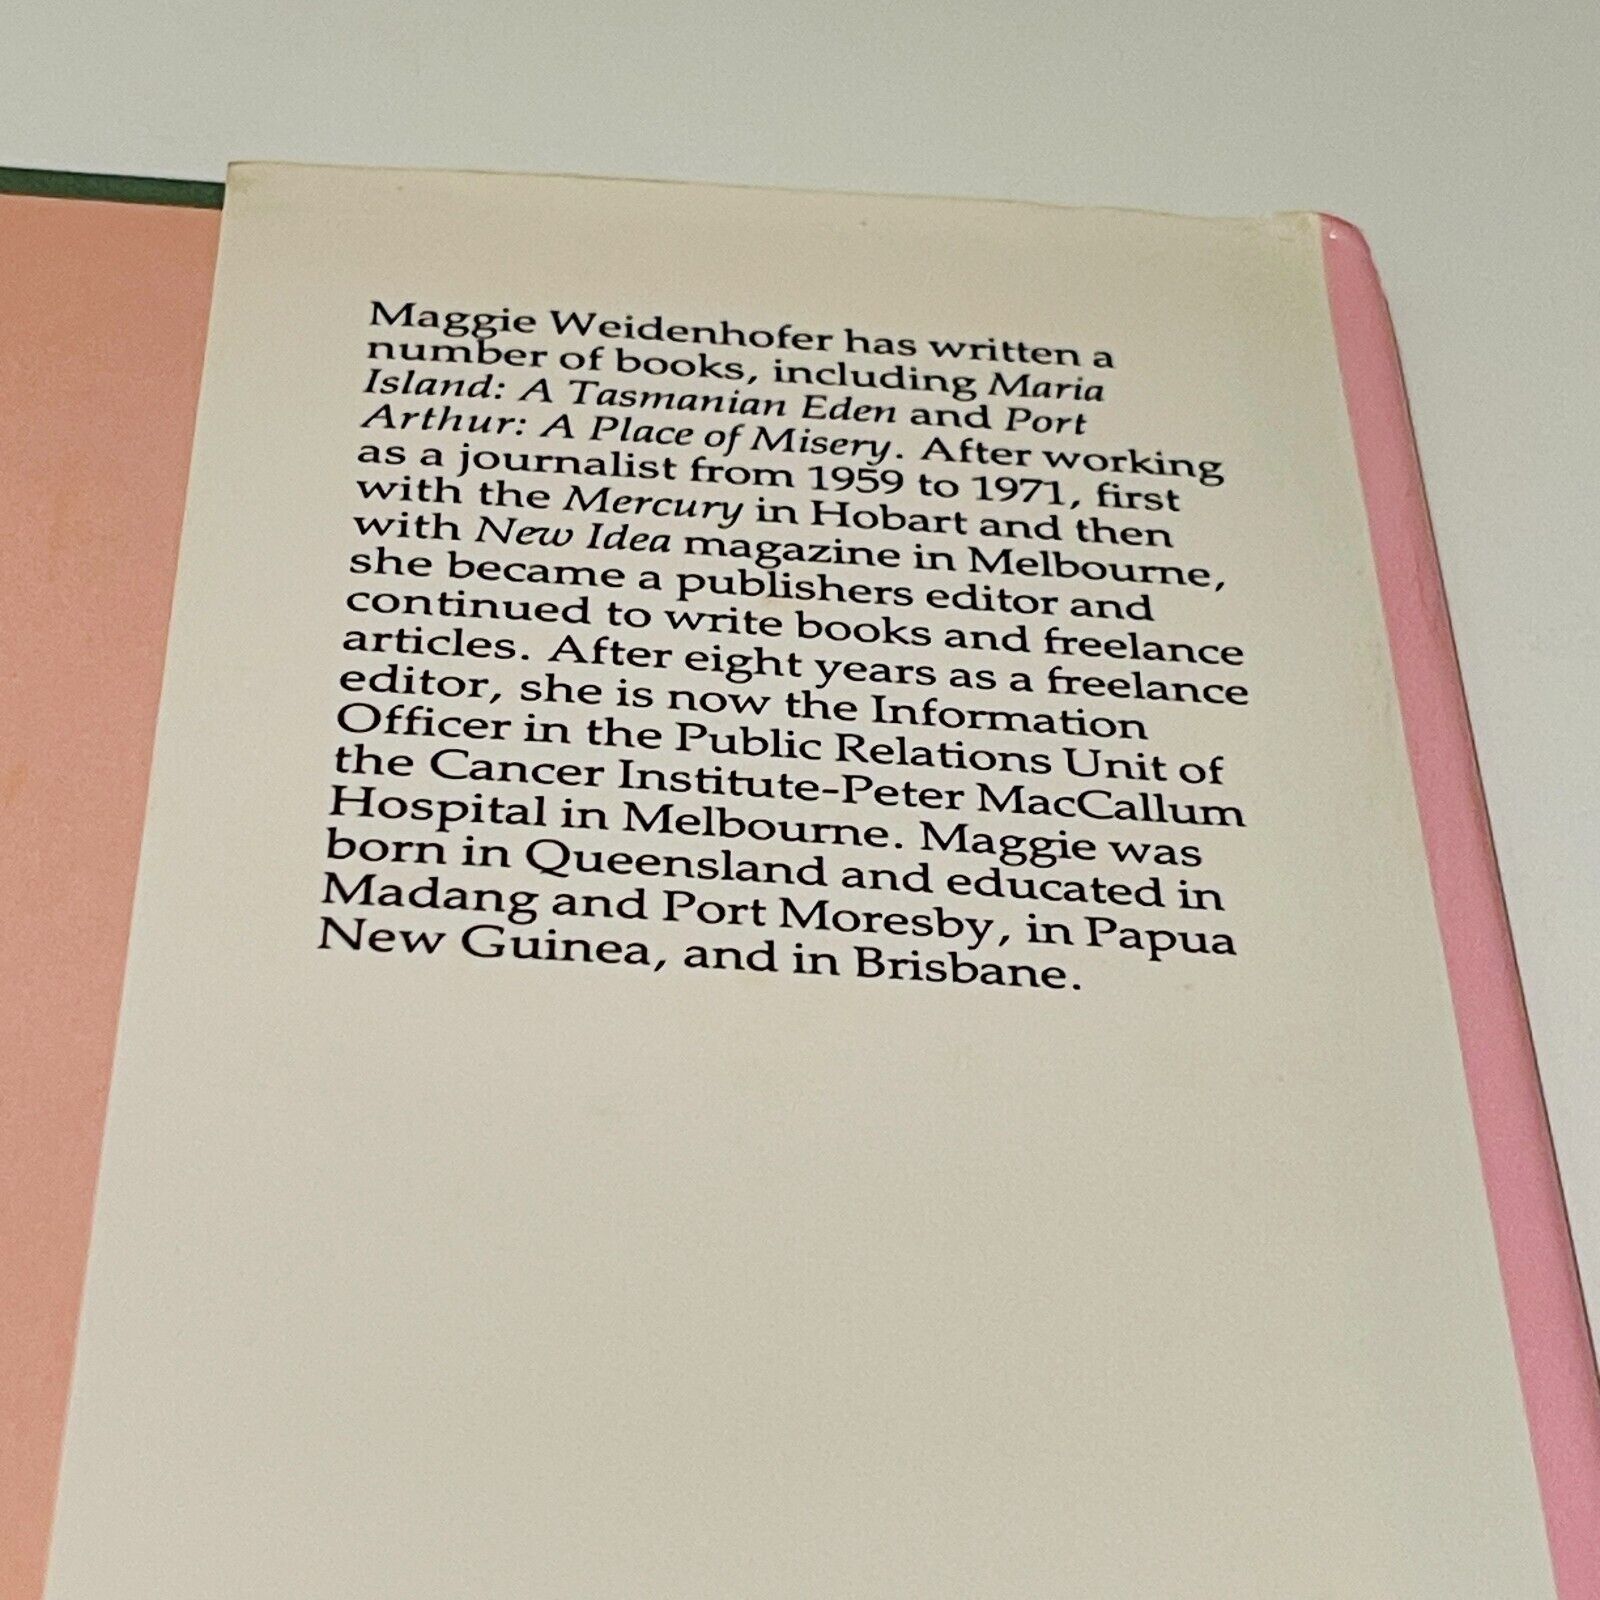 Maggie Weidenhofer has written a
number of books, including Maria
Island: A Tasmanian Eden and Port
Arthur: A Place of Misery. After working
as a journalist from 1959 to 1971, first
with the Mercury in Hobart and then
with New Idea magazine in Melbourne,
she became a publishers editor and
continued to write books and freelance
articles. After eight years as a freelance
editor, she is now the Information
Officer in the Public Relations Unit of
the Cancer Institute-Peter MacCallum
Hospital in Melbourne. Maggie was
born in Queensland and educated in
Madang and Port Moresby, in Papua
New Guinea, and in Brisbane.